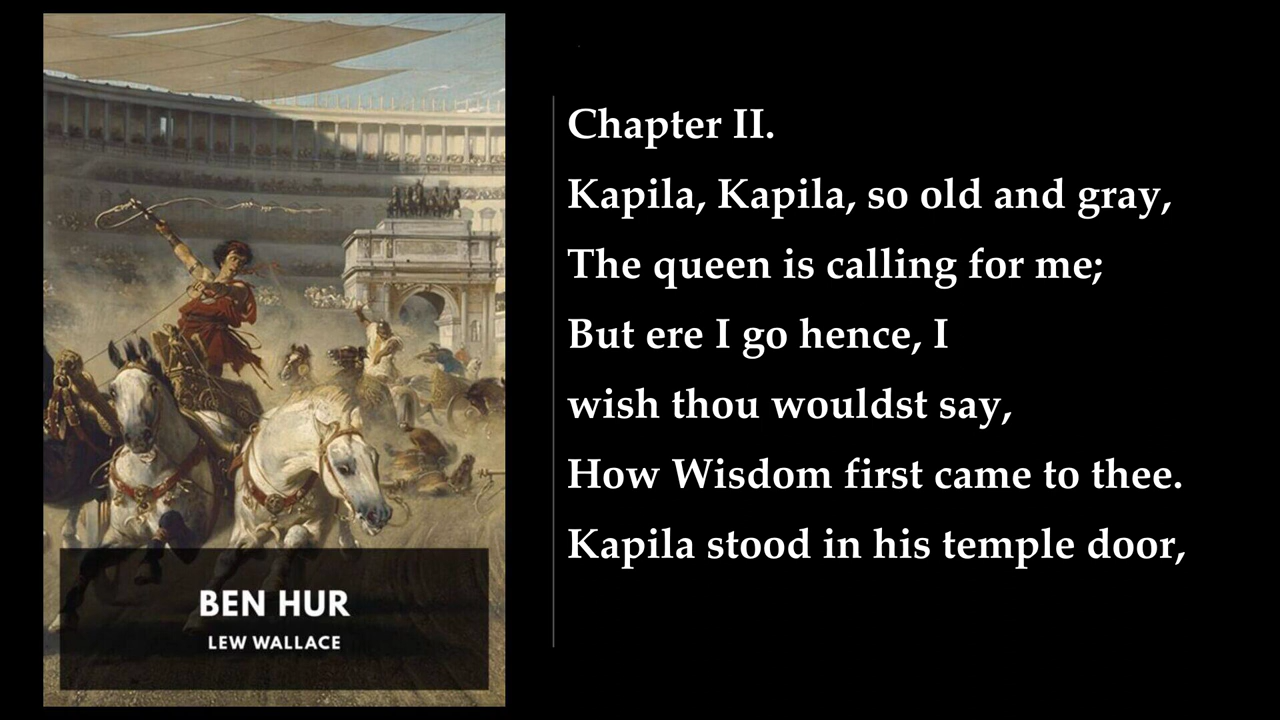 BEN HUR
LEW WALLACE
Chapter II.
Kapila, Kapila, so old and gray,
The queen is calling for me;
But ere I go hence, I
wish thou wouldst say,
How Wisdom first came to thee.
Kapila stood in his temple door,